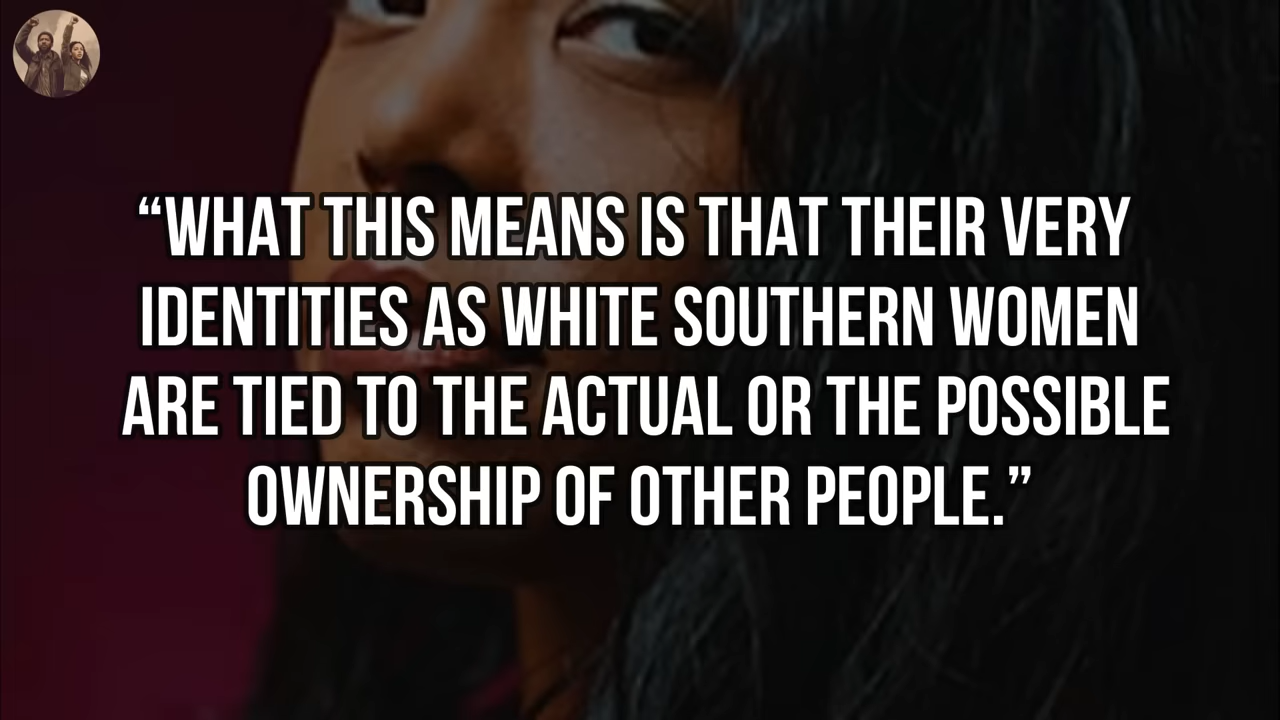 “WHAT THIS MEANS IS THAT THEIR VERY
IDENTITIES AS WHITE SOUTHERN WOMEN
ARE TIED TO THE ACTUAL OR THE POSSIBLE
OWNERSHIP OF OTHER PEOPLE.”